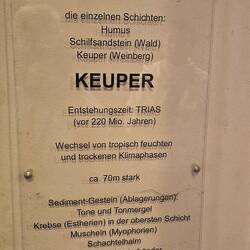 die einzelnen Schichten:
Humus
Schilfsandstein (Wald)
Keuper (Weinberg)
KEUPER
Entstehungszeit: TRIAS
(vor 220 Mio. Jahren)
Wechsel von tropisch feuchten
und trockenen Klimaphasen
ca. 70m stark
Sediment-Gestein (Ablagerungen):
Tone und Tonmergel
Krebse (Estherien) in der obersten Schicht
Muscheln (Myophorien)
Schachtelhalm